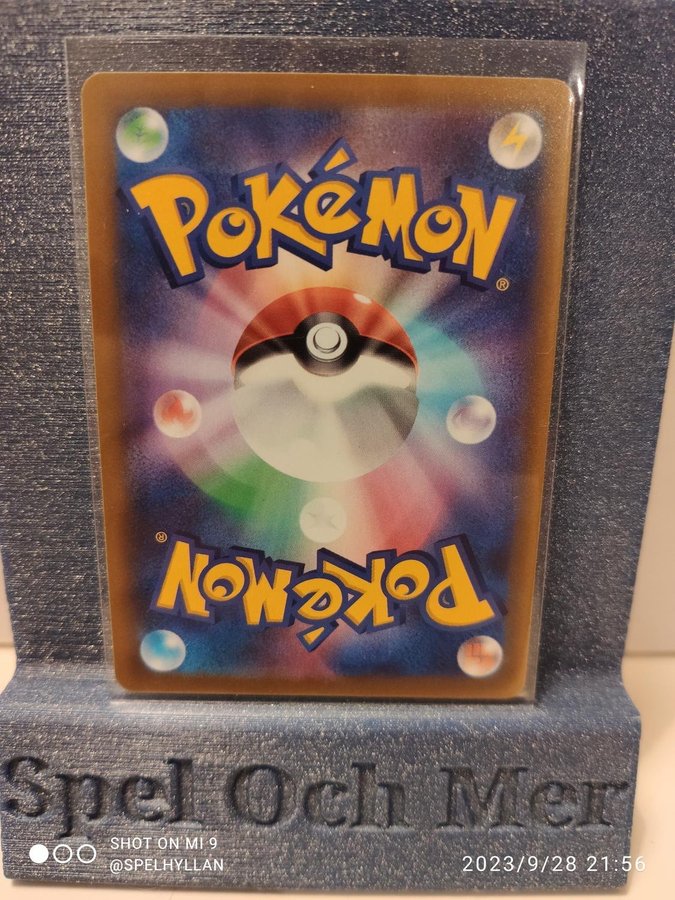 POKéMON®
POKéMON®
Spel Och Mer
SHOT ON MI 9
@SPELHYLLAN
2023/9/28 21:56